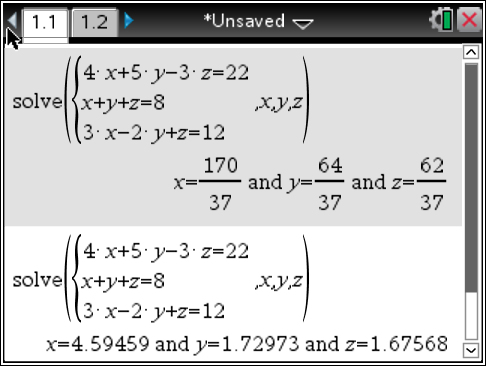 1.1 1.2 *Unsaved
4·x+5·y−3·z=22
solve( x+y+z=8 ,x,y,z)
3·x−2·y+z=12
x=170/37 and y=64/37 and z=62/37
4·x+5·y−3·z=22
solve( x+y+z=8 ,x,y,z)
3·x−2·y+z=12
x=4.59459 and y=1.72973 and z=1.67568